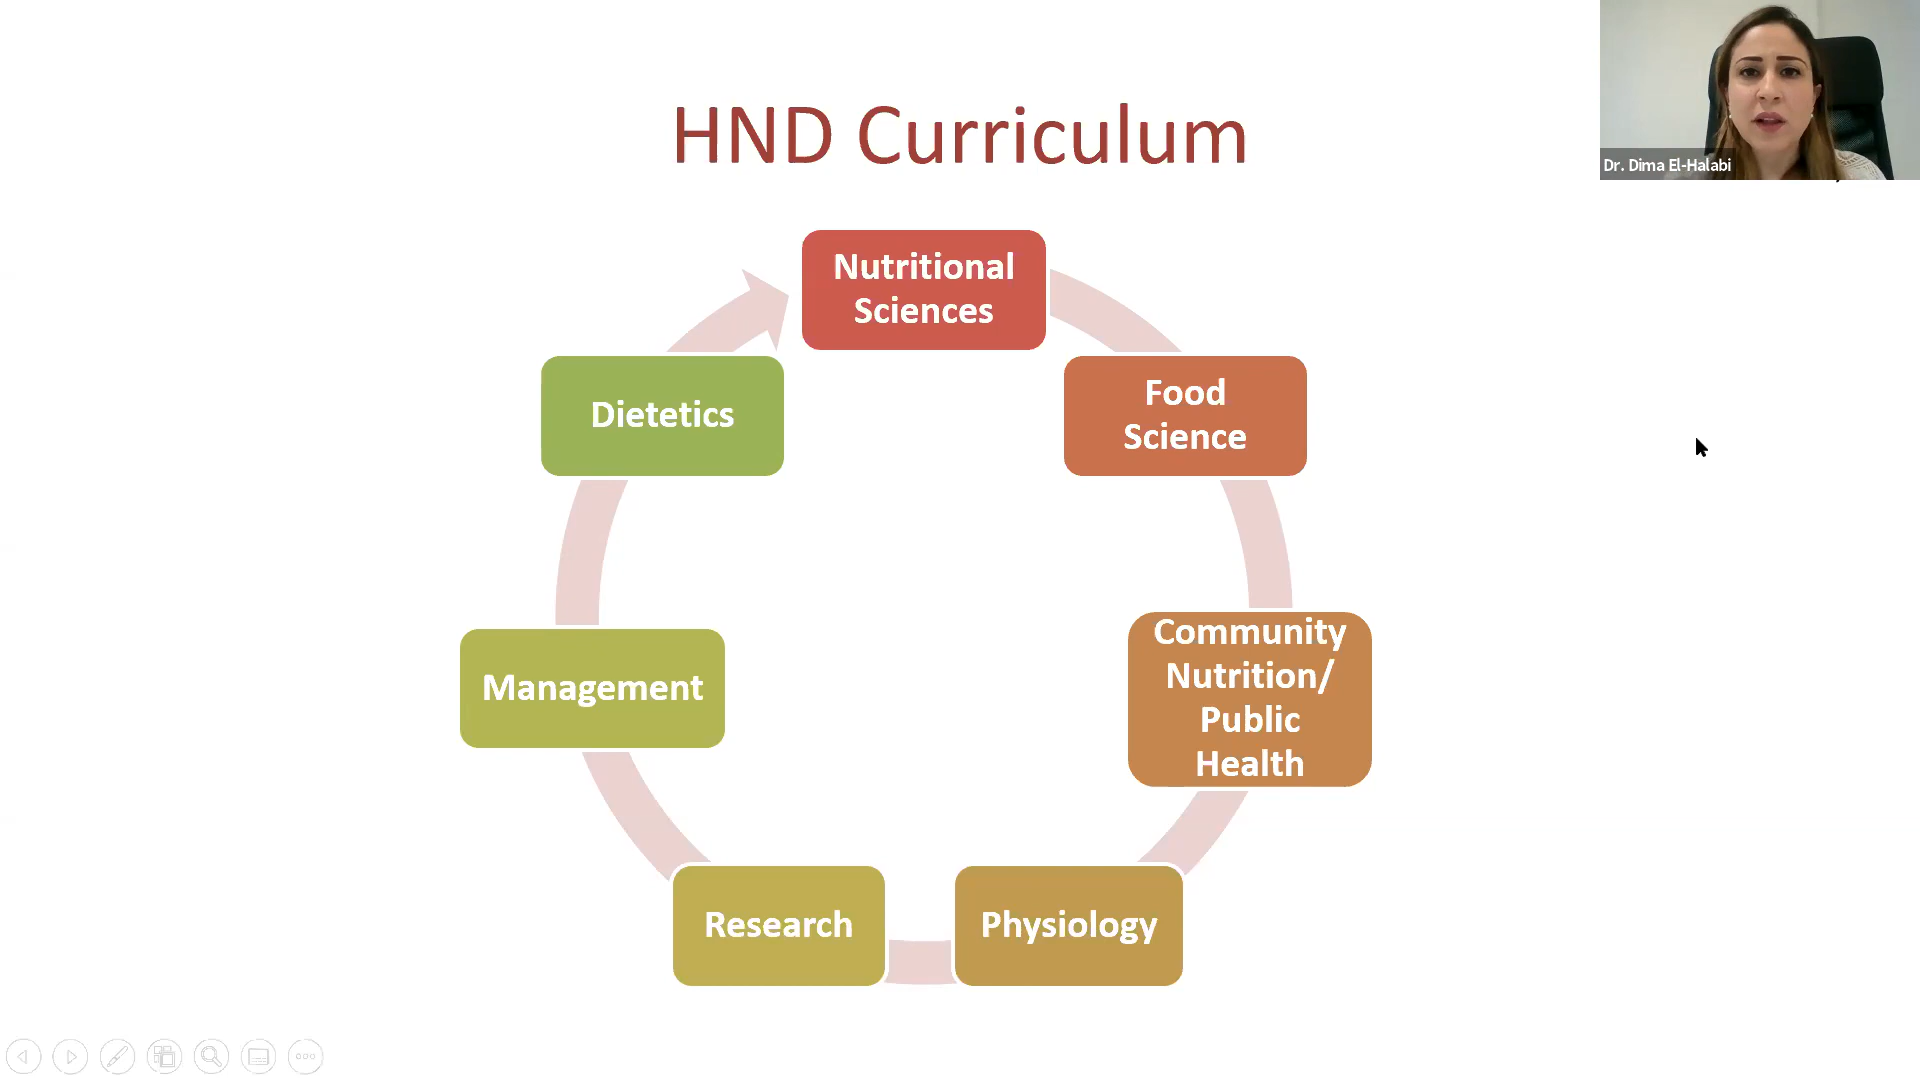 HND Curriculum
Dr. Dima El-Halabi
Nutritional
Sciences
Food
Science
Community
Nutrition/
Public
Health
Physiology
Research
Management
Dietetics